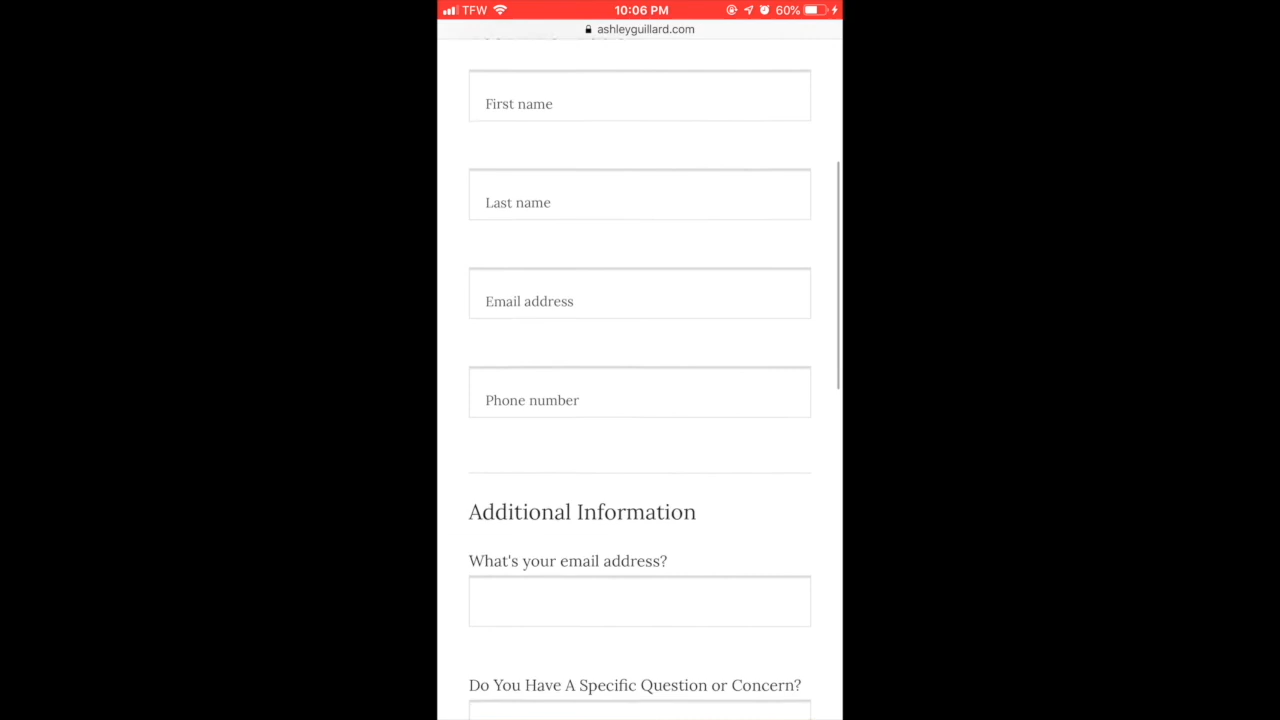 TFW 10:06 PM 60%
ashleyguillard.com
First name
Last name
Email address
Phone number
Additional Information
What's your email address?
Do You Have A Specific Question or Concern?